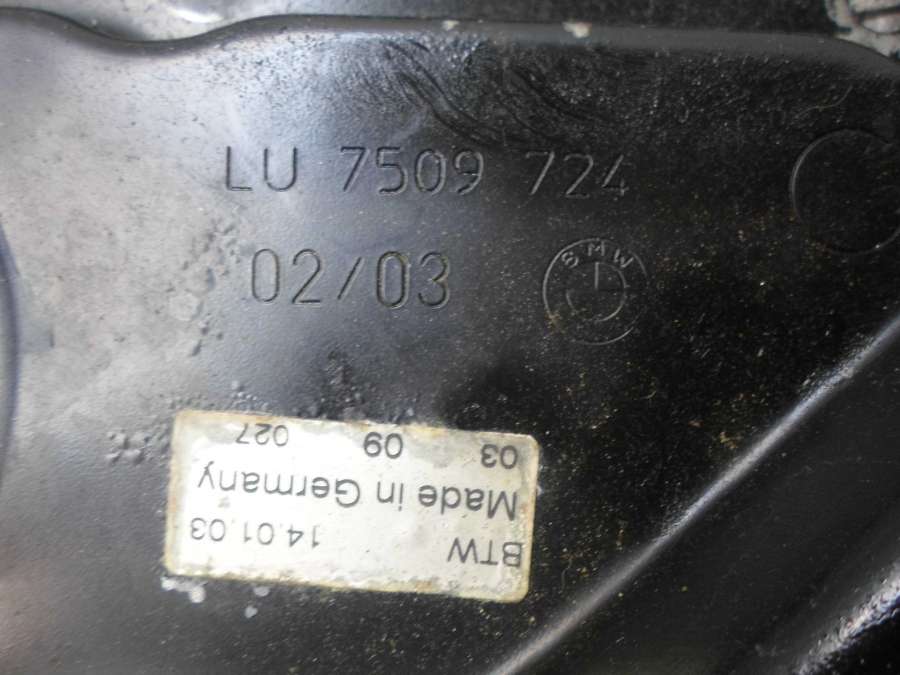 LU 7509 724
02/03
BMW
BTW 14.01.03
Made in Germany
03 09 027